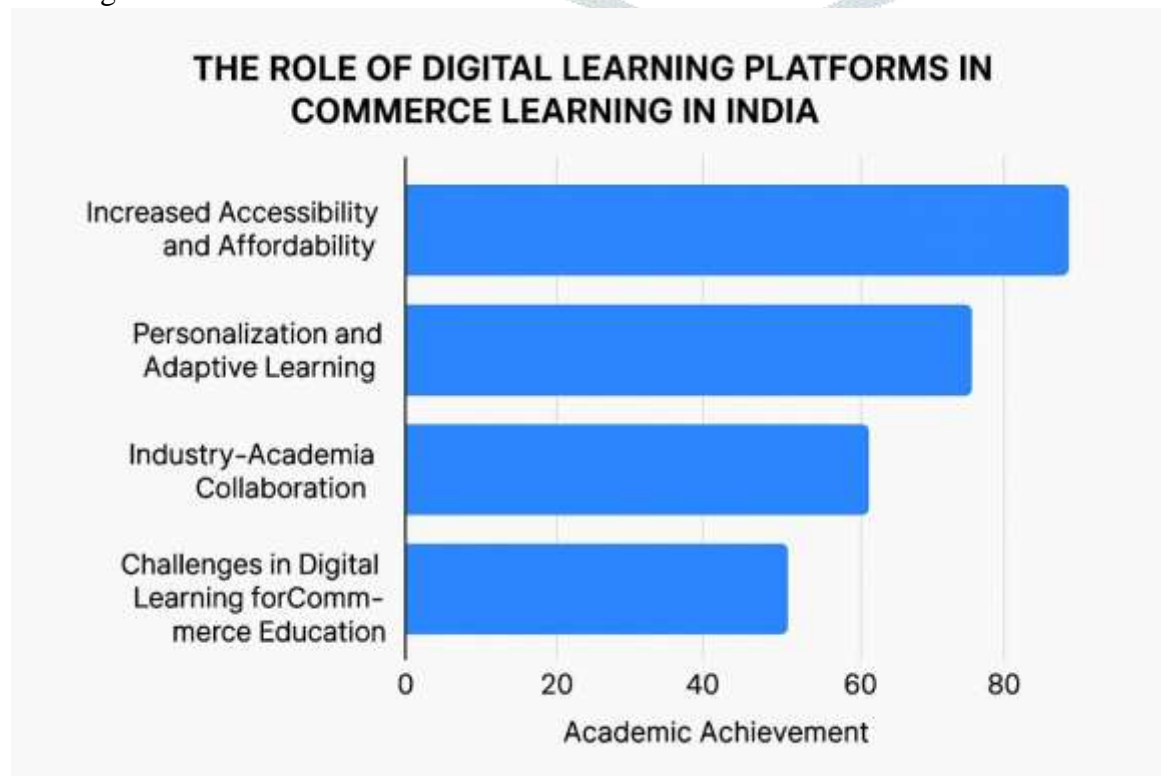 THE ROLE OF DIGITAL LEARNING PLATFORMS IN
COMMERCE LEARNING IN INDIA
Increased Accessibility
and Affordability
Personalization and
Adaptive Learning
Industry-Academia
Collaboration
Challenges in Digital
Learning forComm-
merce Education
0 20 40 60 80
Academic Achievement